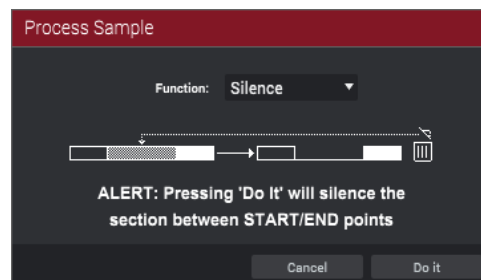 Process Sample
Function: Silence
ALERT: Pressing 'Do It' will silence the
section between START/END points
Cancel Do it